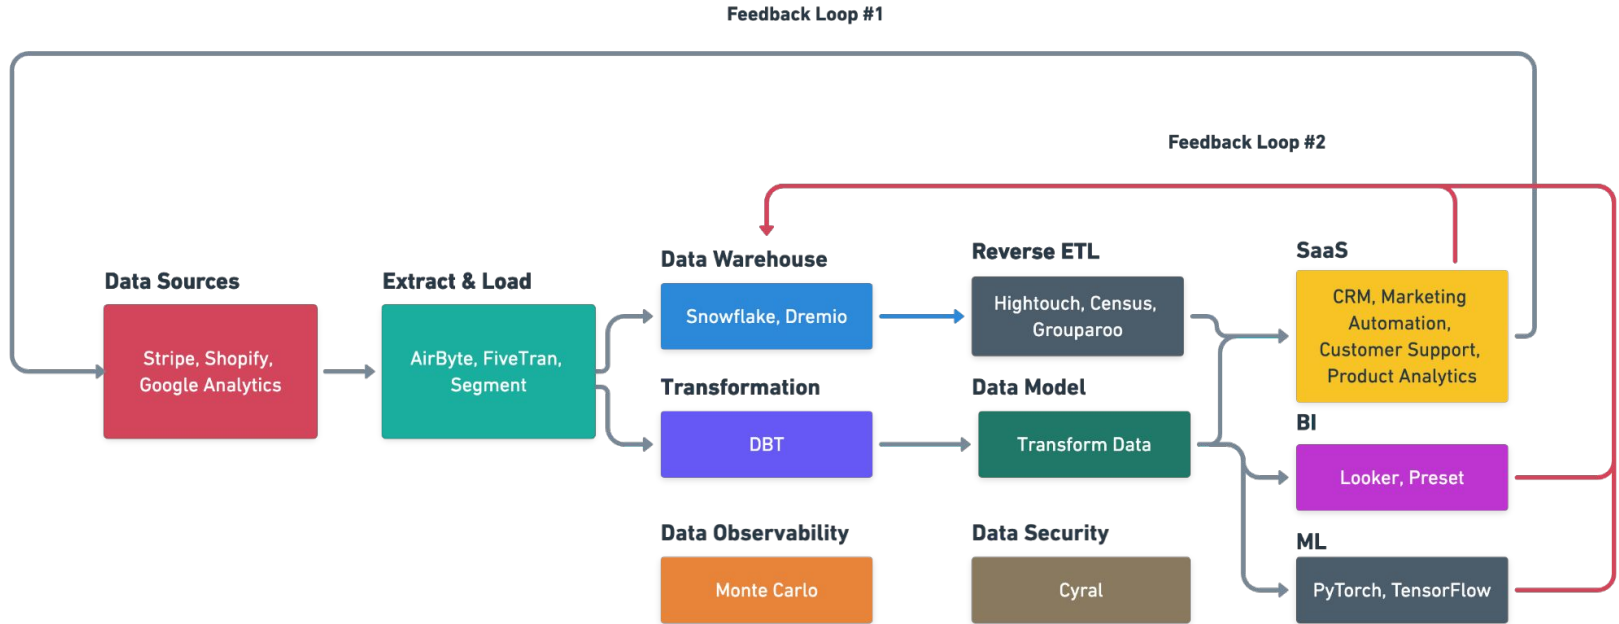 Feedback Loop #1
Feedback Loop #2
Data Sources
Stripe, Shopify,
Google Analytics
Extract & Load
AirByte, FiveTran,
Segment
Data Warehouse
Snowflake, Dremio
Transformation
DBT
Data Observability
Monte Carlo
Reverse ETL
Hightouch, Census,
Grouparoo
Data Model
Transform Data
Data Security
Cyral
SaaS
CRM, Marketing
Automation,
Customer Support,
Product Analytics
BI
Looker, Preset
ML
PyTorch, TensorFlow